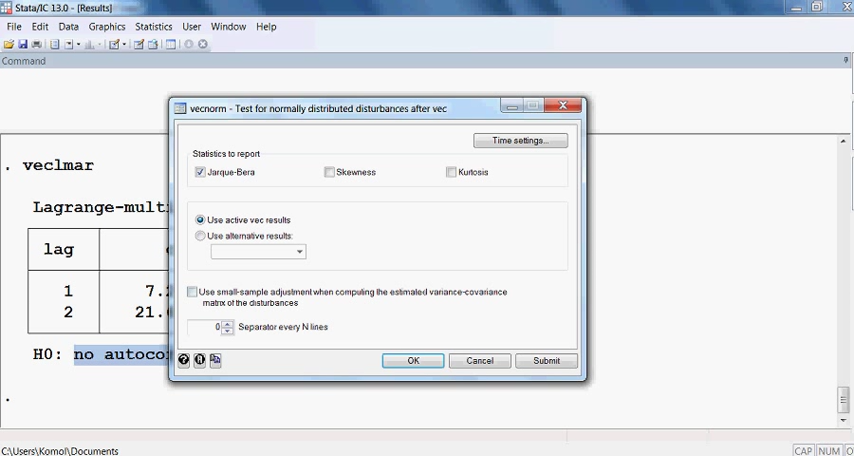 Stata/IC 13.0 - [Results]
File Edit Data Graphics Statistics User Window Help
Command
vecnorm - Test for normally distributed disturbances after vec
Time settings...
Statistics to report
Jarque-Bera Skewness Kurtosis
Use active vec results
Use alternative results:
Use small-sample adjustment when computing the estimated variance-covariance
matrix of the disturbances
0 Separator every N lines
OK Cancel Submit
. veclmar
Lagrange-mult
lag
1 7.2
2 21.
H0: no autoco
.
C:\Users\Komol\Documents
CAP NUM O